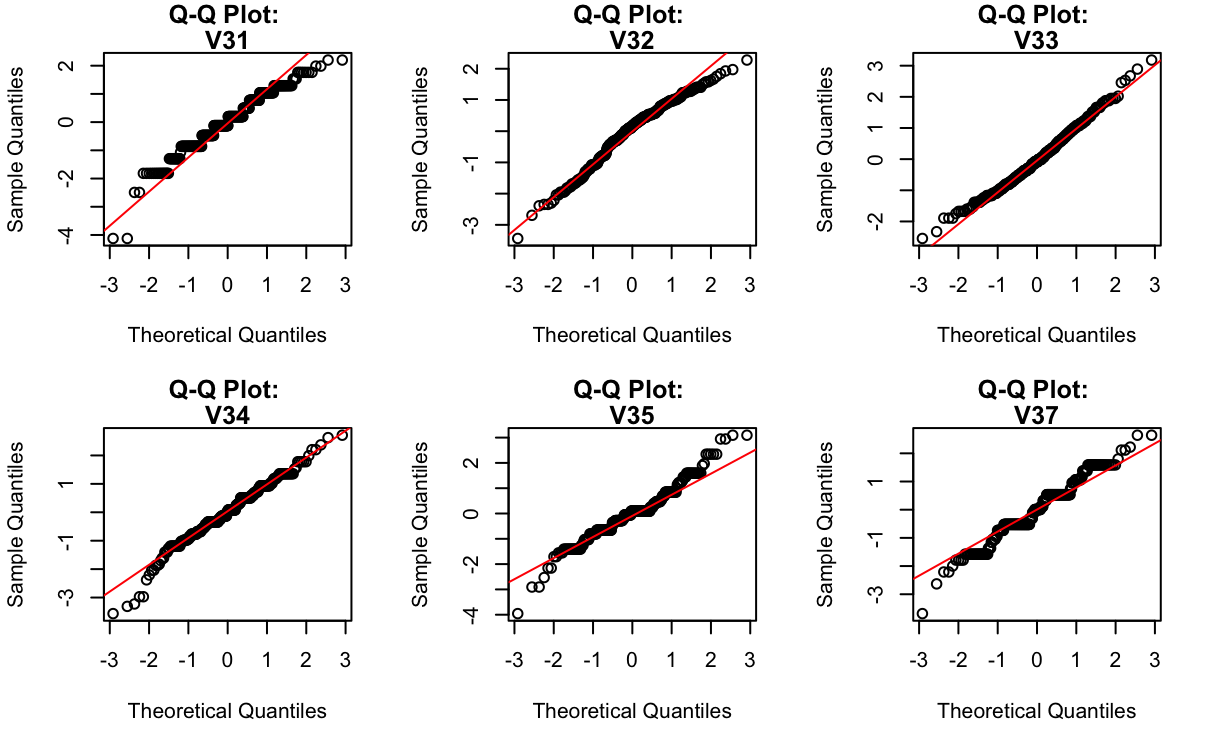 Q-Q Plot:
V31
Sample Quantiles
2
0
-2
-4
-3 -2 -1 0 1 2 3
Theoretical Quantiles
Q-Q Plot:
V32
Sample Quantiles
2
1
-1
-3
-3 -2 -1 0 1 2 3
Theoretical Quantiles
Q-Q Plot:
V33
Sample Quantiles
3
2
1
0
-2
-3 -2 -1 0 1 2 3
Theoretical Quantiles
Q-Q Plot:
V34
Sample Quantiles
1
-1
-3
-3 -2 -1 0 1 2 3
Theoretical Quantiles
Q-Q Plot:
V35
Sample Quantiles
2
0
-2
-4
-3 -2 -1 0 1 2 3
Theoretical Quantiles
Q-Q Plot:
V37
Sample Quantiles
1
-1
-3
-3 -2 -1 0 1 2 3
Theoretical Quantiles